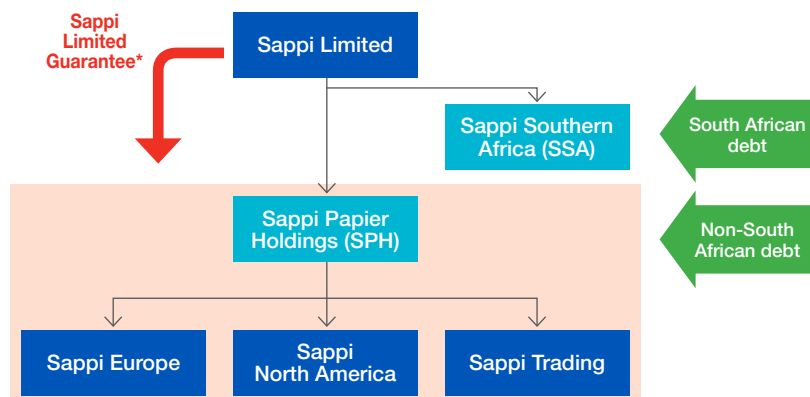 Sappi
Limited
Guarantee*
Sappi Limited
Sappi Southern
Africa (SSA)
South African
debt
Sappi Papier
Holdings (SPH)
Non-South
African debt
Sappi Europe
Sappi
North America
Sappi Trading